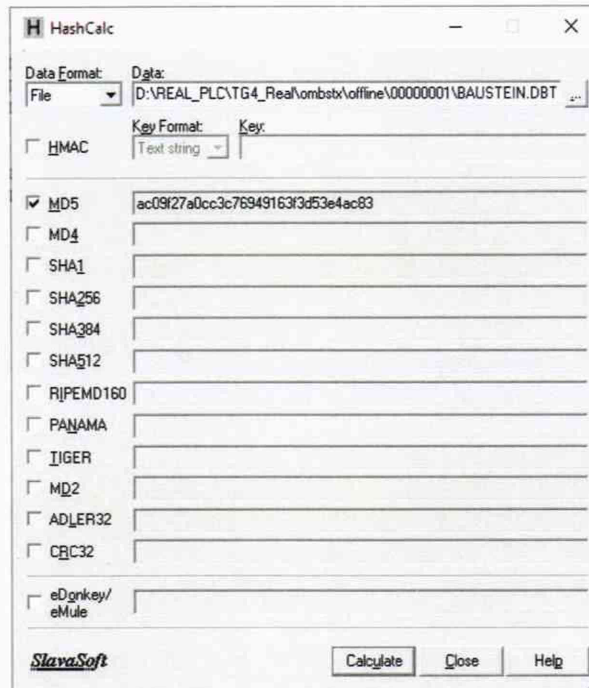 H HashCalc
Data Format: Data:
File D:\REAL_PLC\TG4_Real\ombstx\offline\00000001\BAUSTEIN.DBT ...
Key Format: Key:
HMAC Text string
MD5 ac09f27a0cc3c76949163f3d53e4ac83
MD4
SHA1
SHA256
SHA384
SHA512
RIPEMD160
PANAMA
TIGER
MD2
ADLER32
CRC32
eDonkey/
eMule
SlavaSoft Calculate Close Help